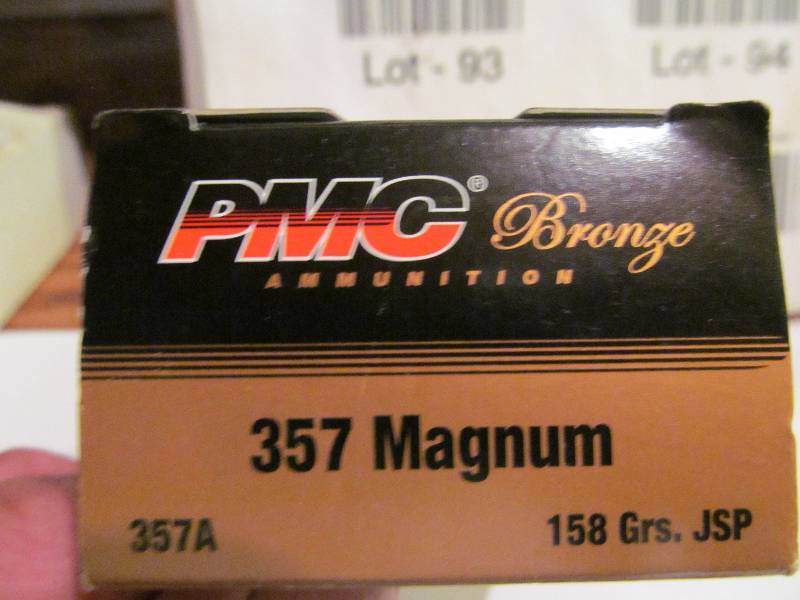 Lot - 93
Lot - 94
PMC® Bronze
AMMUNITION
357 Magnum
357A
158 Grs. JSP